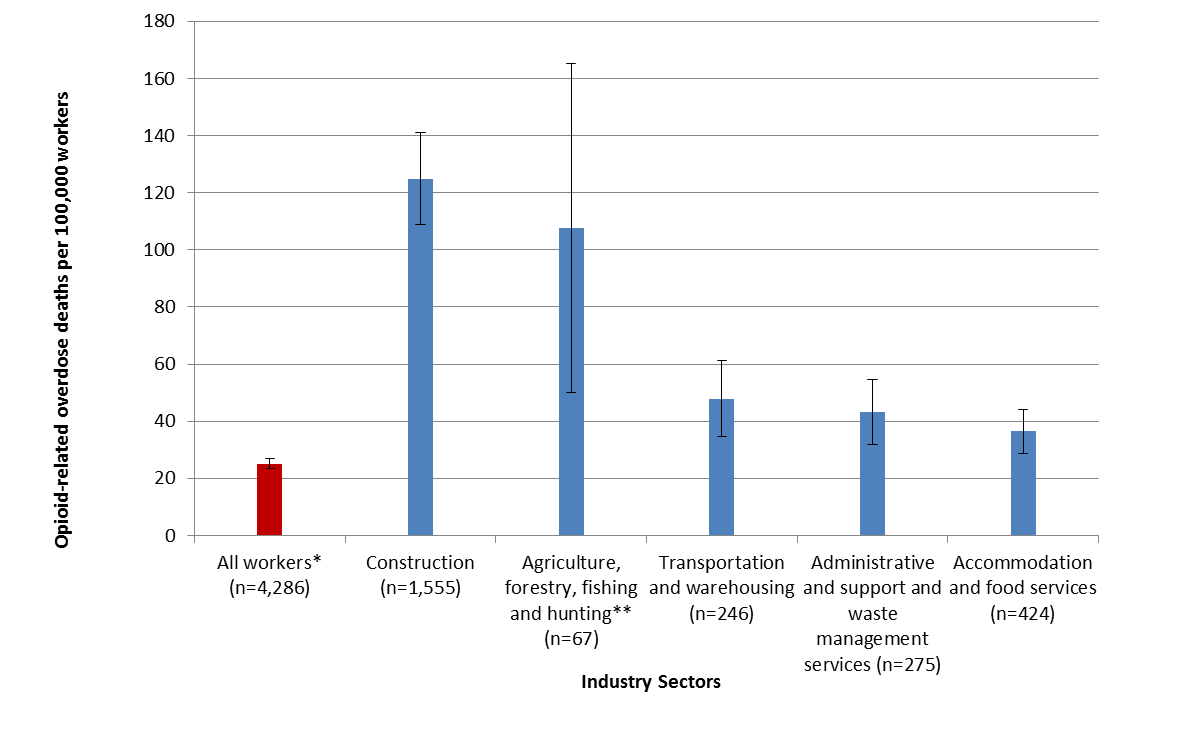 Opioid-related overdose deaths per 100,000 workers
180
160
140
120
100
80
60
40
20
0
All workers*
(n=4,286)
Construction
(n=1,555)
Agriculture,
forestry, fishing
and hunting**
(n=67)
Transportation
and warehousing
(n=246)
Administrative
and support and
waste
management
services (n=275)
Accommodation
and food services
(n=424)
Industry Sectors